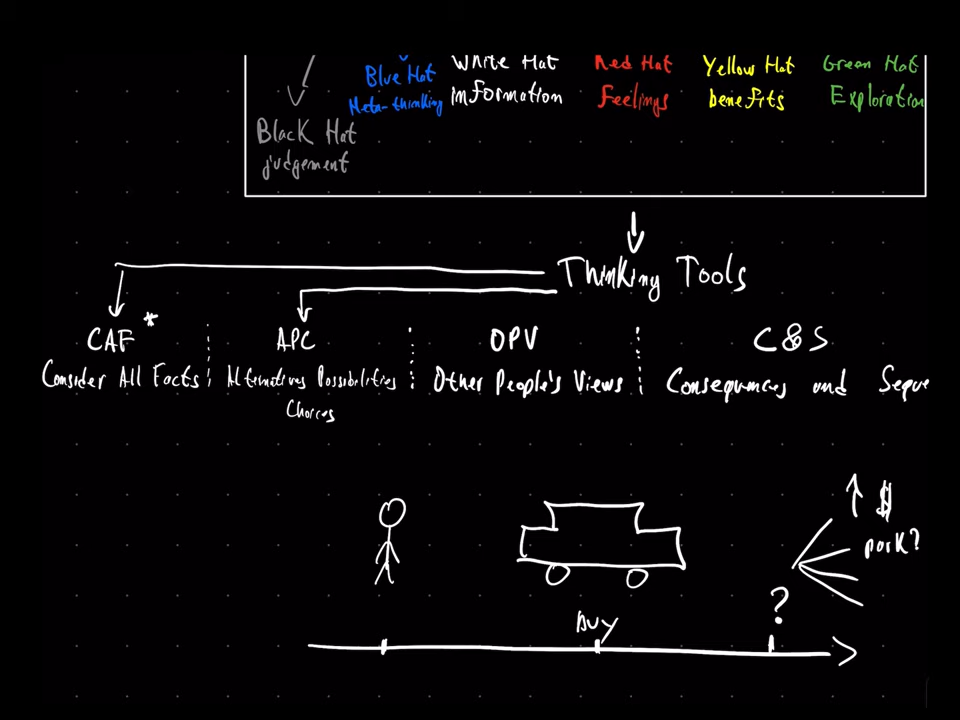 Blue Hat
Meta-thinking
White Hat
information
Red Hat
Feelings
Yellow Hat
benefits
Green Hat
Exploration
Black Hat
judgement
Thinking Tools
CAF *
Consider All Facts
APC
Alternatives Possibilities
Choices
OPV
Other People's Views
C&S
Consequences and Seque
↑ $
park?
?
Buy